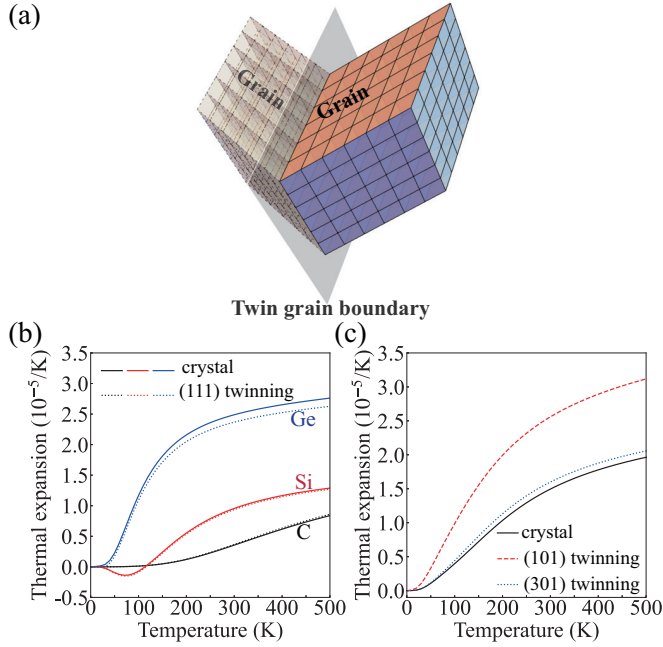 (a)
Grain
Grain
Twin grain boundary
(b)
Thermal expansion (10⁻⁵/K)
3.5
3.0
2.5
2.0
1.5
1.0
0.5
0.0
-0.5
crystal
(111) twinning
Ge
Si
C
0
100
200
300
400
500
Temperature (K)
(c)
Thermal expansion (10⁻⁵/K)
3.5
3.0
2.5
2.0
1.5
1.0
0.5
0.0
crystal
(101) twinning
(301) twinning
0
100
200
300
400
500
Temperature (K)